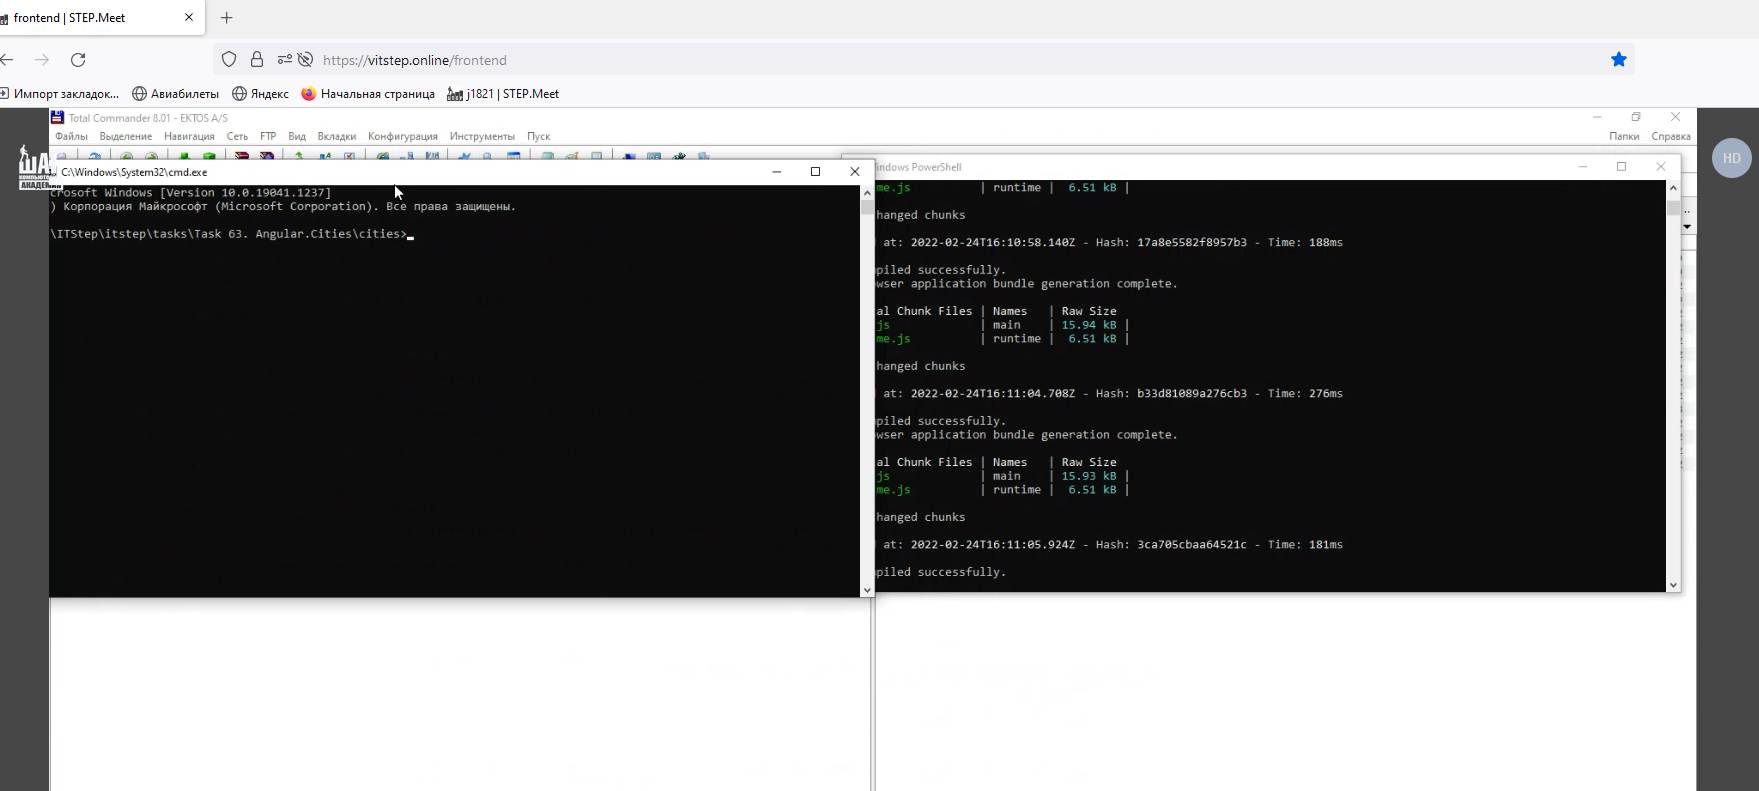 frontend | STEP.Meet
https://vitstep.online/frontend
Импорт закладок... Авиабилеты Яндекс Начальная страница j1821 | STEP.Meet
Total Commander 8.01 - EKTOS A/S
Файлы Выделение Навигация Сеть FTP Вид Вкладки Конфигурация Инструменты Пуск Папки Справка
HD
ША
АКАДЕМИЯ
C:\Windows\System32\cmd.exe
crosoft Windows [Version 10.0.19041.1237]
) Корпорация Майкрософт (Microsoft Corporation). Все права защищены.
\ITStep\itstep\tasks\Task 63. Angular.Cities\cities>
indows PowerShell
me.js | runtime | 6.51 kB |
hanged chunks
at: 2022-02-24T16:10:58.140Z - Hash: 17a8e5582f8957b3 - Time: 188ms
piled successfully.
wser application bundle generation complete.
al Chunk Files | Names | Raw Size
js | main | 15.94 kB |
me.js | runtime | 6.51 kB |
hanged chunks
at: 2022-02-24T16:11:04.708Z - Hash: b33d81089a276cb3 - Time: 276ms
piled successfully.
wser application bundle generation complete.
al Chunk Files | Names | Raw Size
js | main | 15.93 kB |
me.js | runtime | 6.51 kB |
hanged chunks
at: 2022-02-24T16:11:05.924Z - Hash: 3ca705cbaa64521c - Time: 181ms
piled successfully.